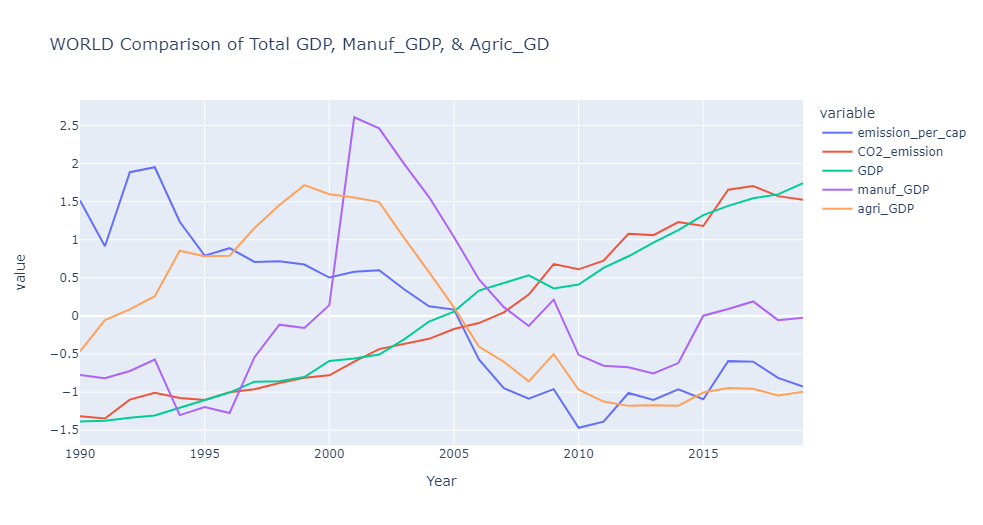 WORLD Comparison of Total GDP, Manuf_GDP, & Agric_GD
variable
emission_per_cap
CO2_emission
GDP
manuf_GDP
agri_GDP
value
2.5
2
1.5
1
0.5
0
−0.5
−1
−1.5
1990 1995 2000 2005 2010 2015
Year